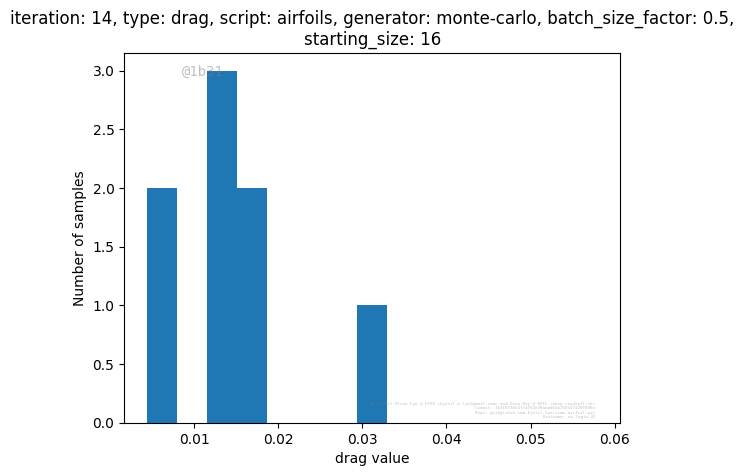 iteration: 14, type: drag, script: airfoils, generator: monte-carlo, batch_size_factor: 0.5,
starting_size: 16
@1b31
3.0
2.5
2.0
1.5
1.0
0.5
0.0
Number of samples
0.01
0.02
0.03
0.04
0.05
0.06
drag value